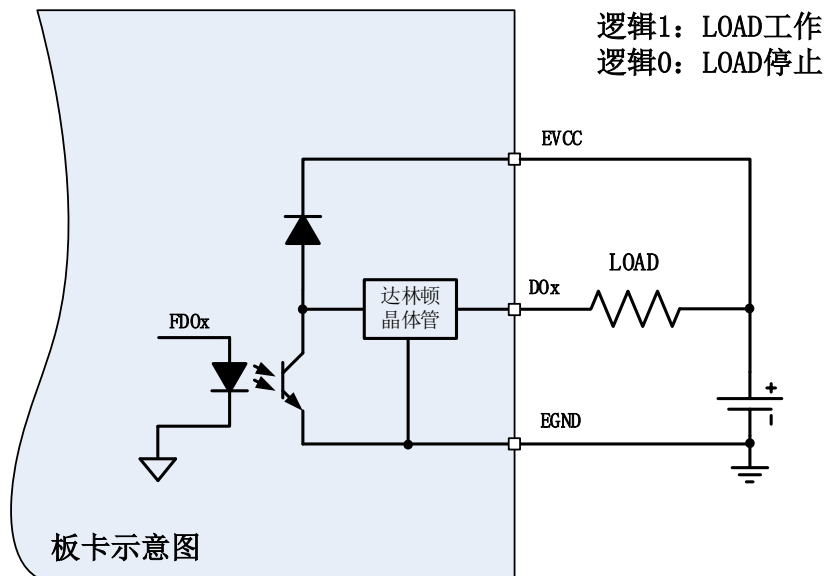 逻辑1：LOAD工作
逻辑0：LOAD停止
EVCC
LOAD
DOx
达林顿
晶体管
FDOx
+
EGND
板卡示意图